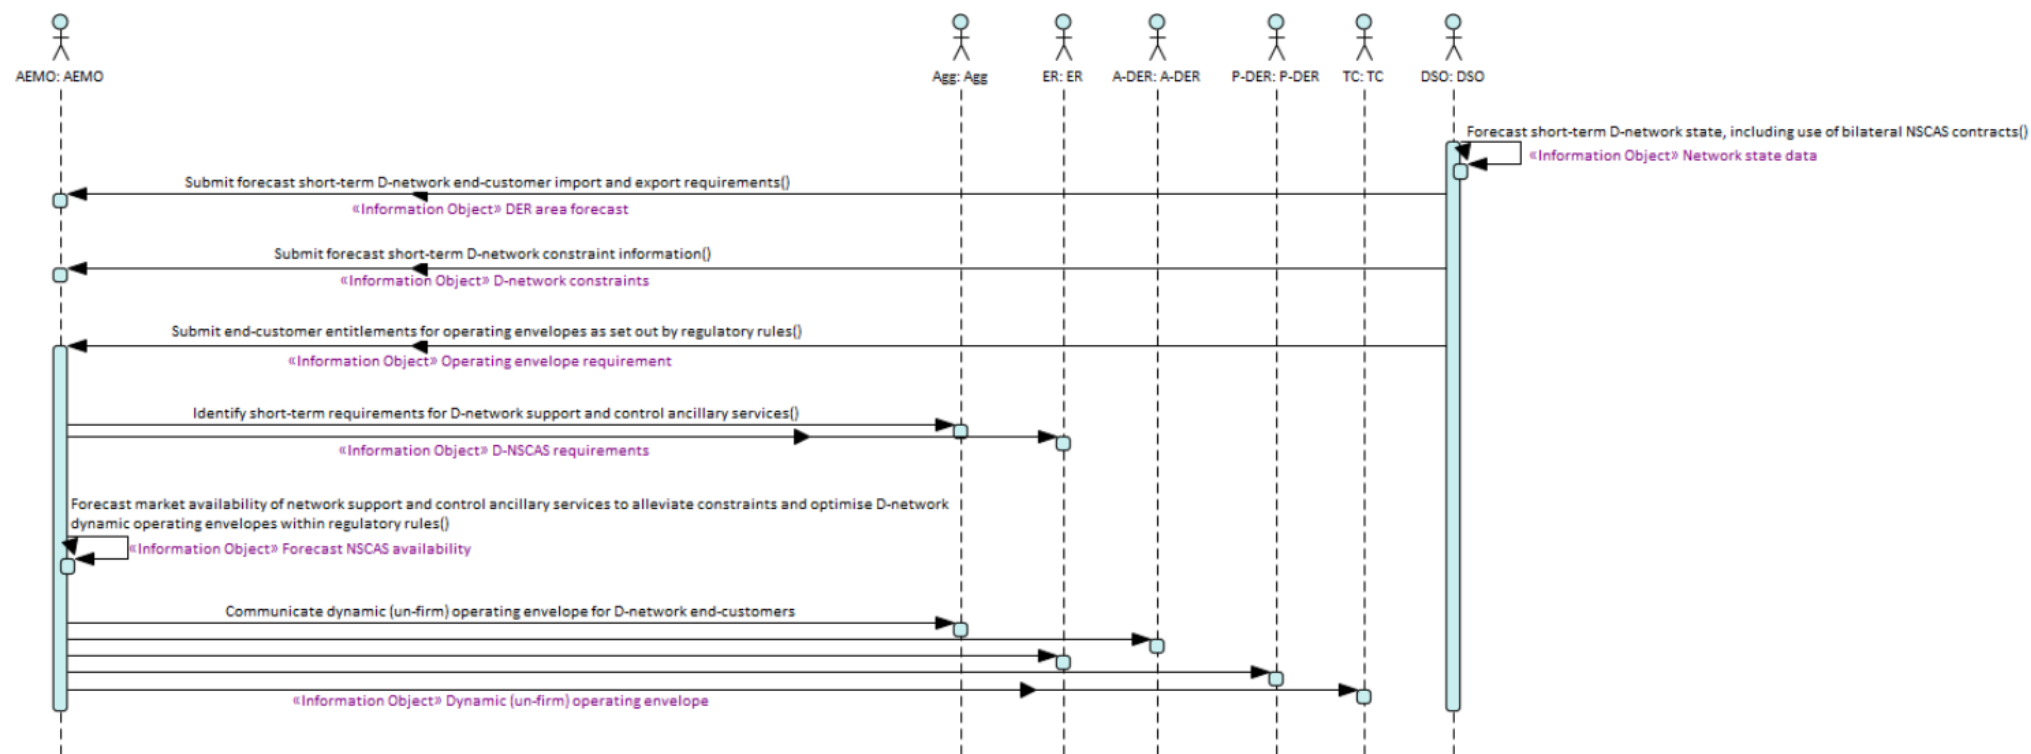 AEMO: AEMO
Agg: Agg
ER: ER
A-DER: A-DER
P-DER: P-DER
TC: TC
DSO: DSO
Forecast short-term D-network state, including use of bilateral NSCAS contracts()
«Information Object» Network state data
Submit forecast short-term D-network end-customer import and export requirements()
«Information Object» DER area forecast
Submit forecast short-term D-network constraint information()
«Information Object» D-network constraints
Submit end-customer entitlements for operating envelopes as set out by regulatory rules()
«Information Object» Operating envelope requirement
Identify short-term requirements for D-network support and control ancillary services()
«Information Object» D-NSCAS requirements
Forecast market availability of network support and control ancillary services to alleviate constraints and optimise D-network
dynamic operating envelopes within regulatory rules()
«Information Object» Forecast NSCAS availability
Communicate dynamic (un-firm) operating envelope for D-network end-customers
«Information Object» Dynamic (un-firm) operating envelope